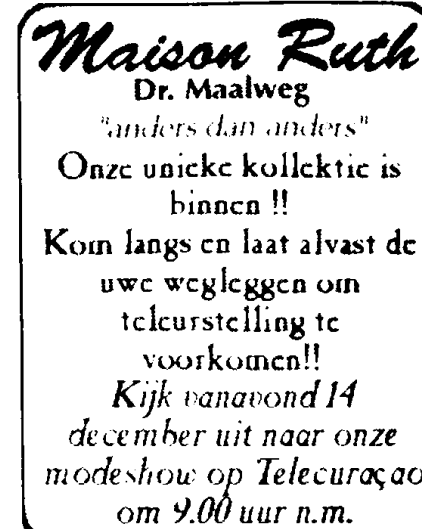 Maison Ruth
Dr. Maalweg
"anders dan anders"
Onze unieke kollektie is
binnen !!
Kom langs en laat alvast de
uwe wegleggen om
teleurstelling te
voorkomen!!
Kijk vanavond 14
december uit naar onze
modeshow op Telecuraçao
om 9.00 uur n.m.